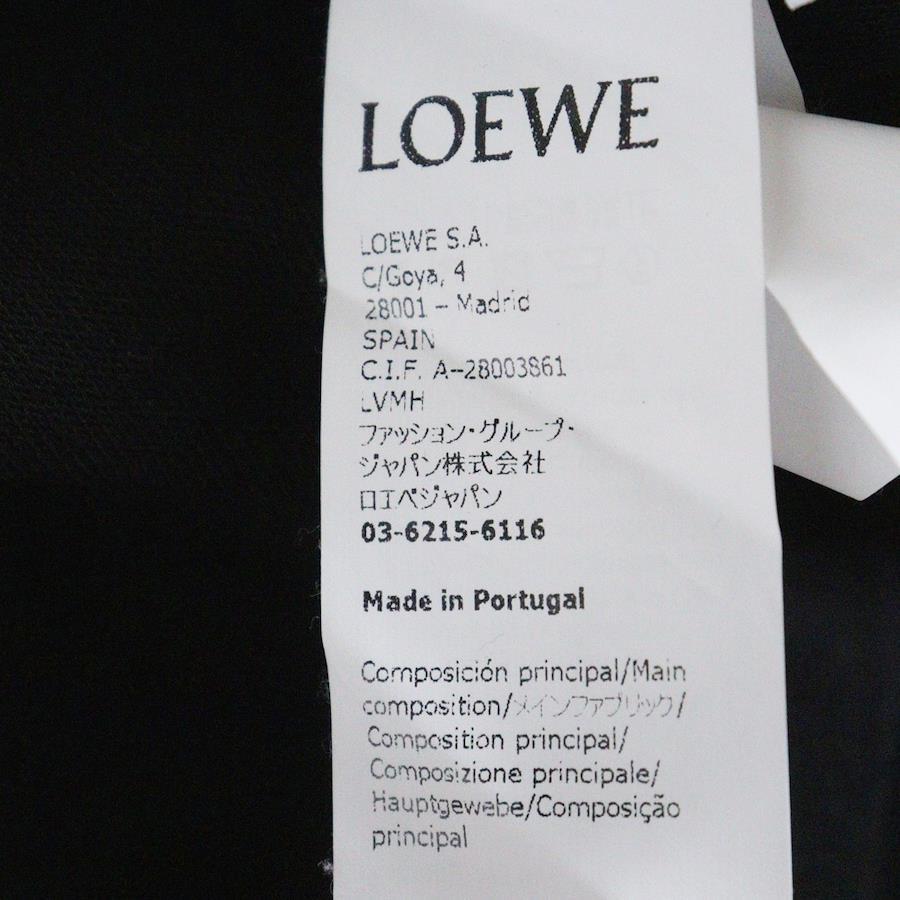 LOEWE
LOEWE S.A.
C/Goya, 4
28001 – Madrid
SPAIN
C.I.F. A-28003861
LVMH
ファッション・グループ・
ジャパン株式会社
ロエベジャパン
03-6215-6116
Made in Portugal
Composición principal/Main
composition/メインファブリック/
Composition principal/
Composizione principale/
Hauptgewebe/Composição
principal